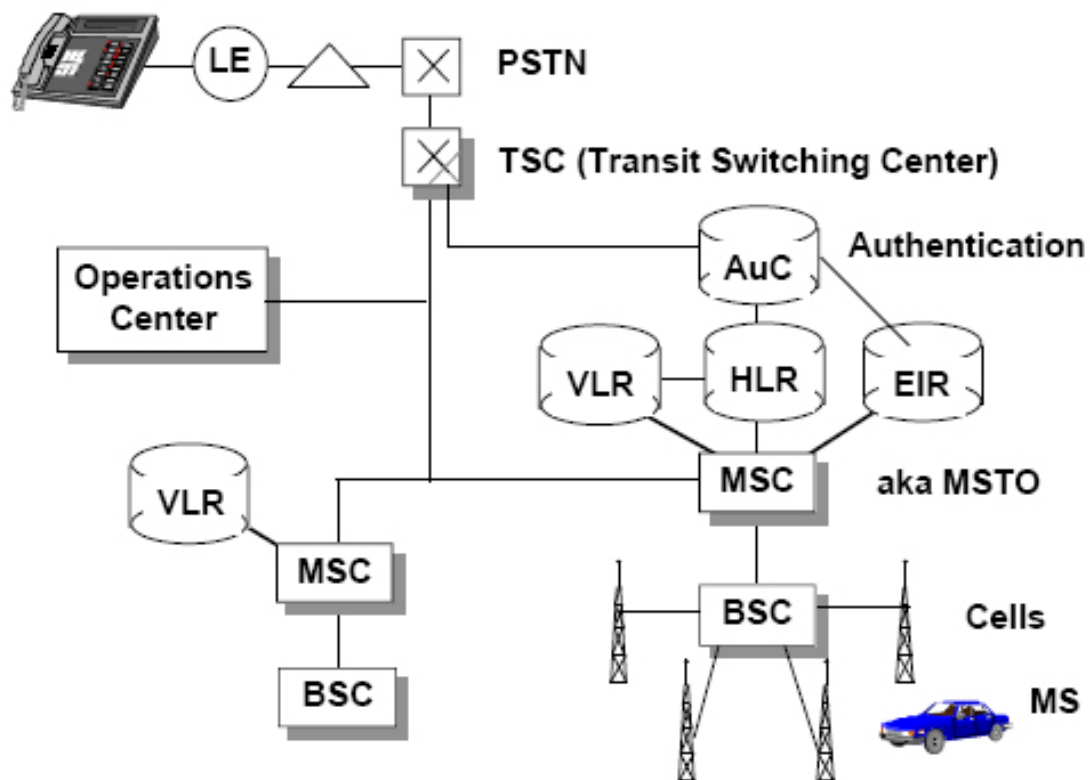 LE
PSTN
TSC (Transit Switching Center)
Operations
Center
AuC
Authentication
VLR
HLR
EIR
VLR
MSC
aka MSTO
MSC
BSC
Cells
BSC
MS